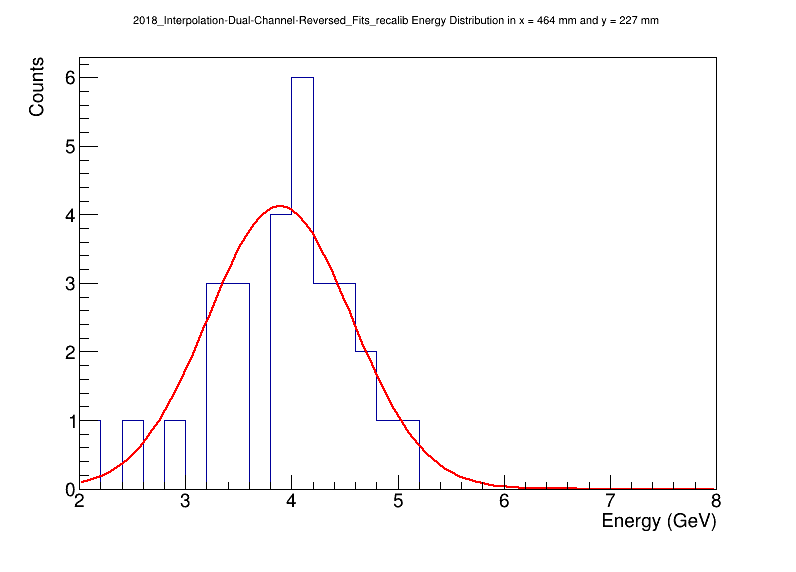 2018_Interpolation-Dual-Channel-Reversed_Fits_recalib Energy Distribution in x = 464 mm and y = 227 mm
Counts
6
5
4
3
2
1
0
2 3 4 5 6 7 8
Energy (GeV)